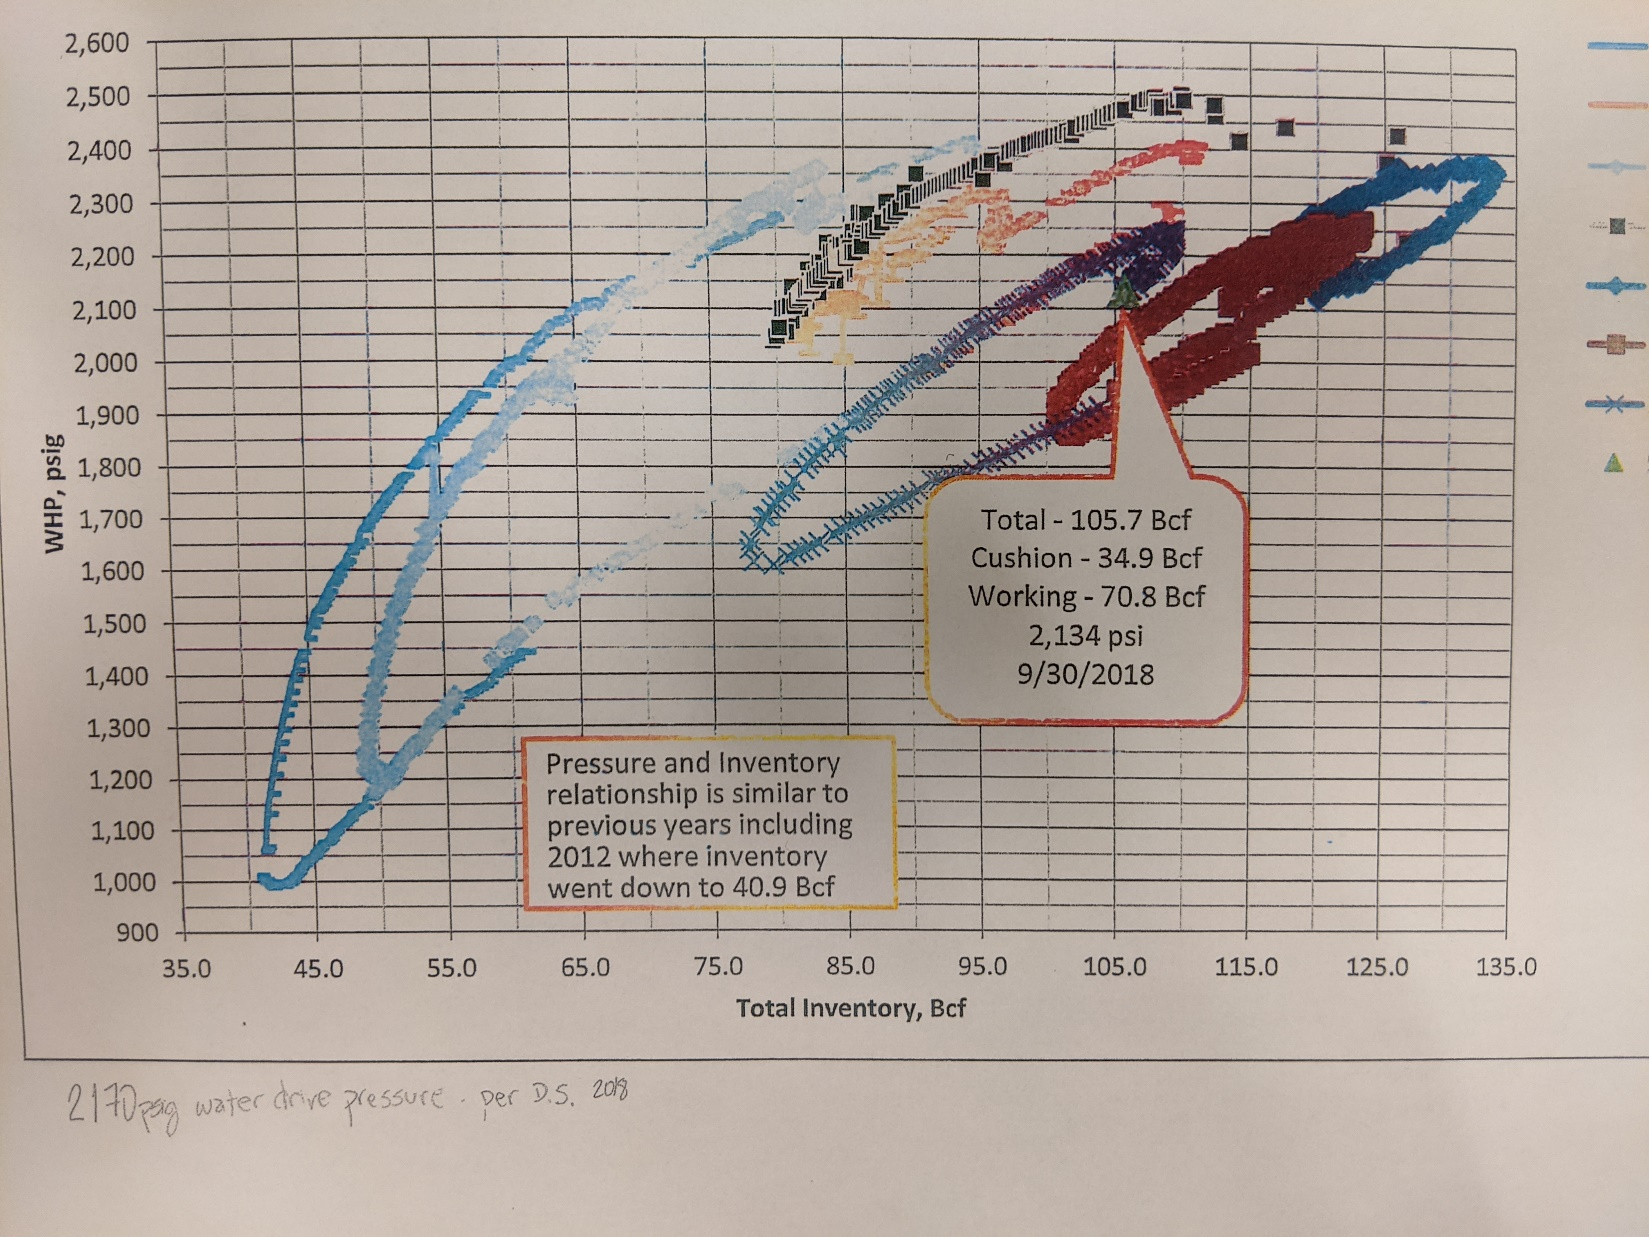 2,600
2,500
2,400
2,300
2,200
2,100
2,000
1,900
1,800
1,700
1,600
1,500
1,400
1,300
1,200
1,100
1,000
900
WHP, psig
35.0 45.0 55.0 65.0 75.0 85.0 95.0 105.0 115.0 125.0 135.0
Total Inventory, Bcf
Total - 105.7 Bcf
Cushion - 34.9 Bcf
Working - 70.8 Bcf
2,134 psi
9/30/2018
Pressure and Inventory
relationship is similar to
previous years including
2012 where inventory
went down to 40.9 Bcf
2170 psig water drive pressure - per D.S. 2018